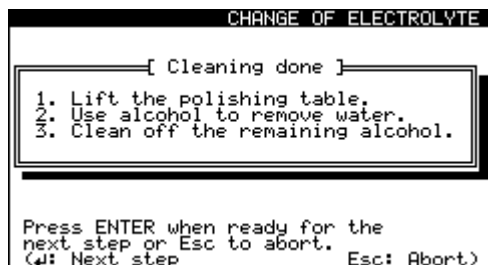 CHANGE OF ELECTROLYTE
[ Cleaning done ]
1. Lift the polishing table.
2. Use alcohol to remove water.
3. Clean off the remaining alcohol.
Press ENTER when ready for the
next step or Esc to abort.
(↵: Next step Esc: Abort)